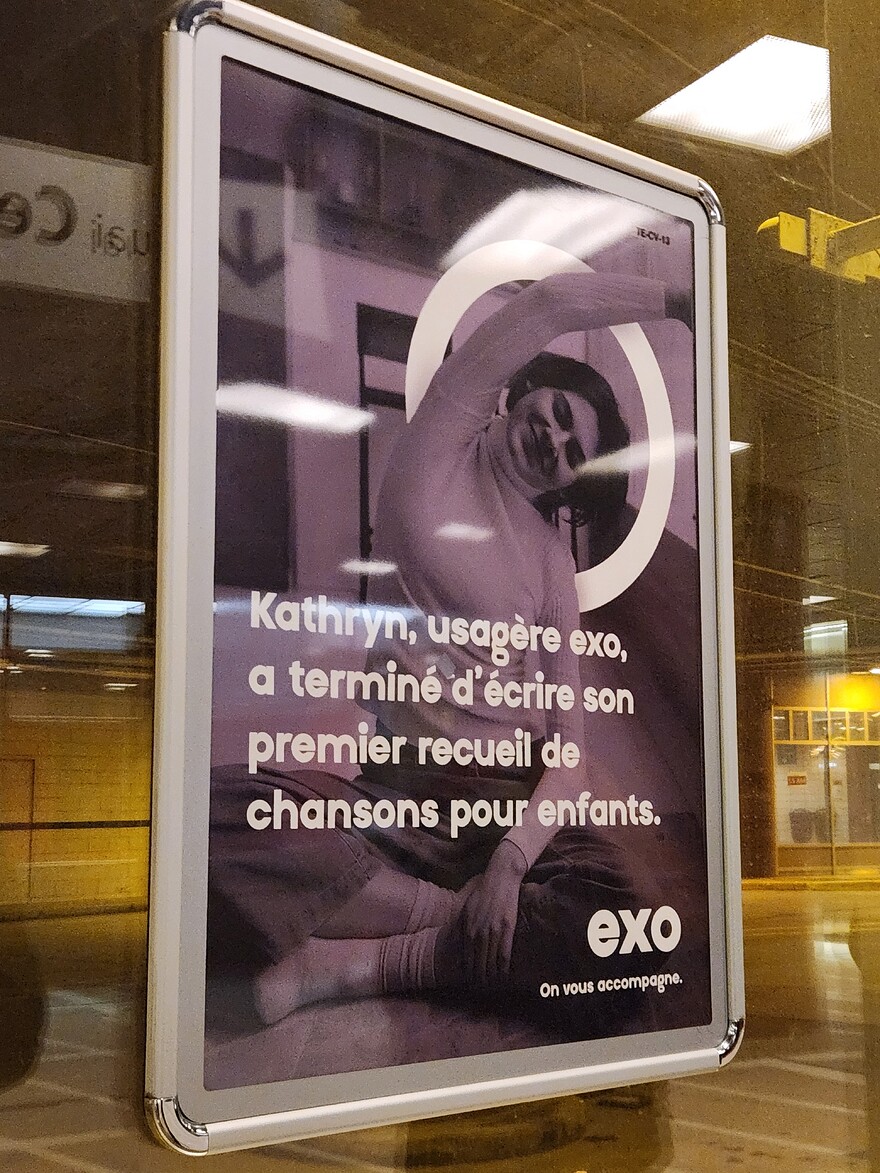 TE-CV-13
Kathryn, usagère exo,
a terminé d'écrire son
premier recueil de
chansons pour enfants.
exo
On vous accompagne.